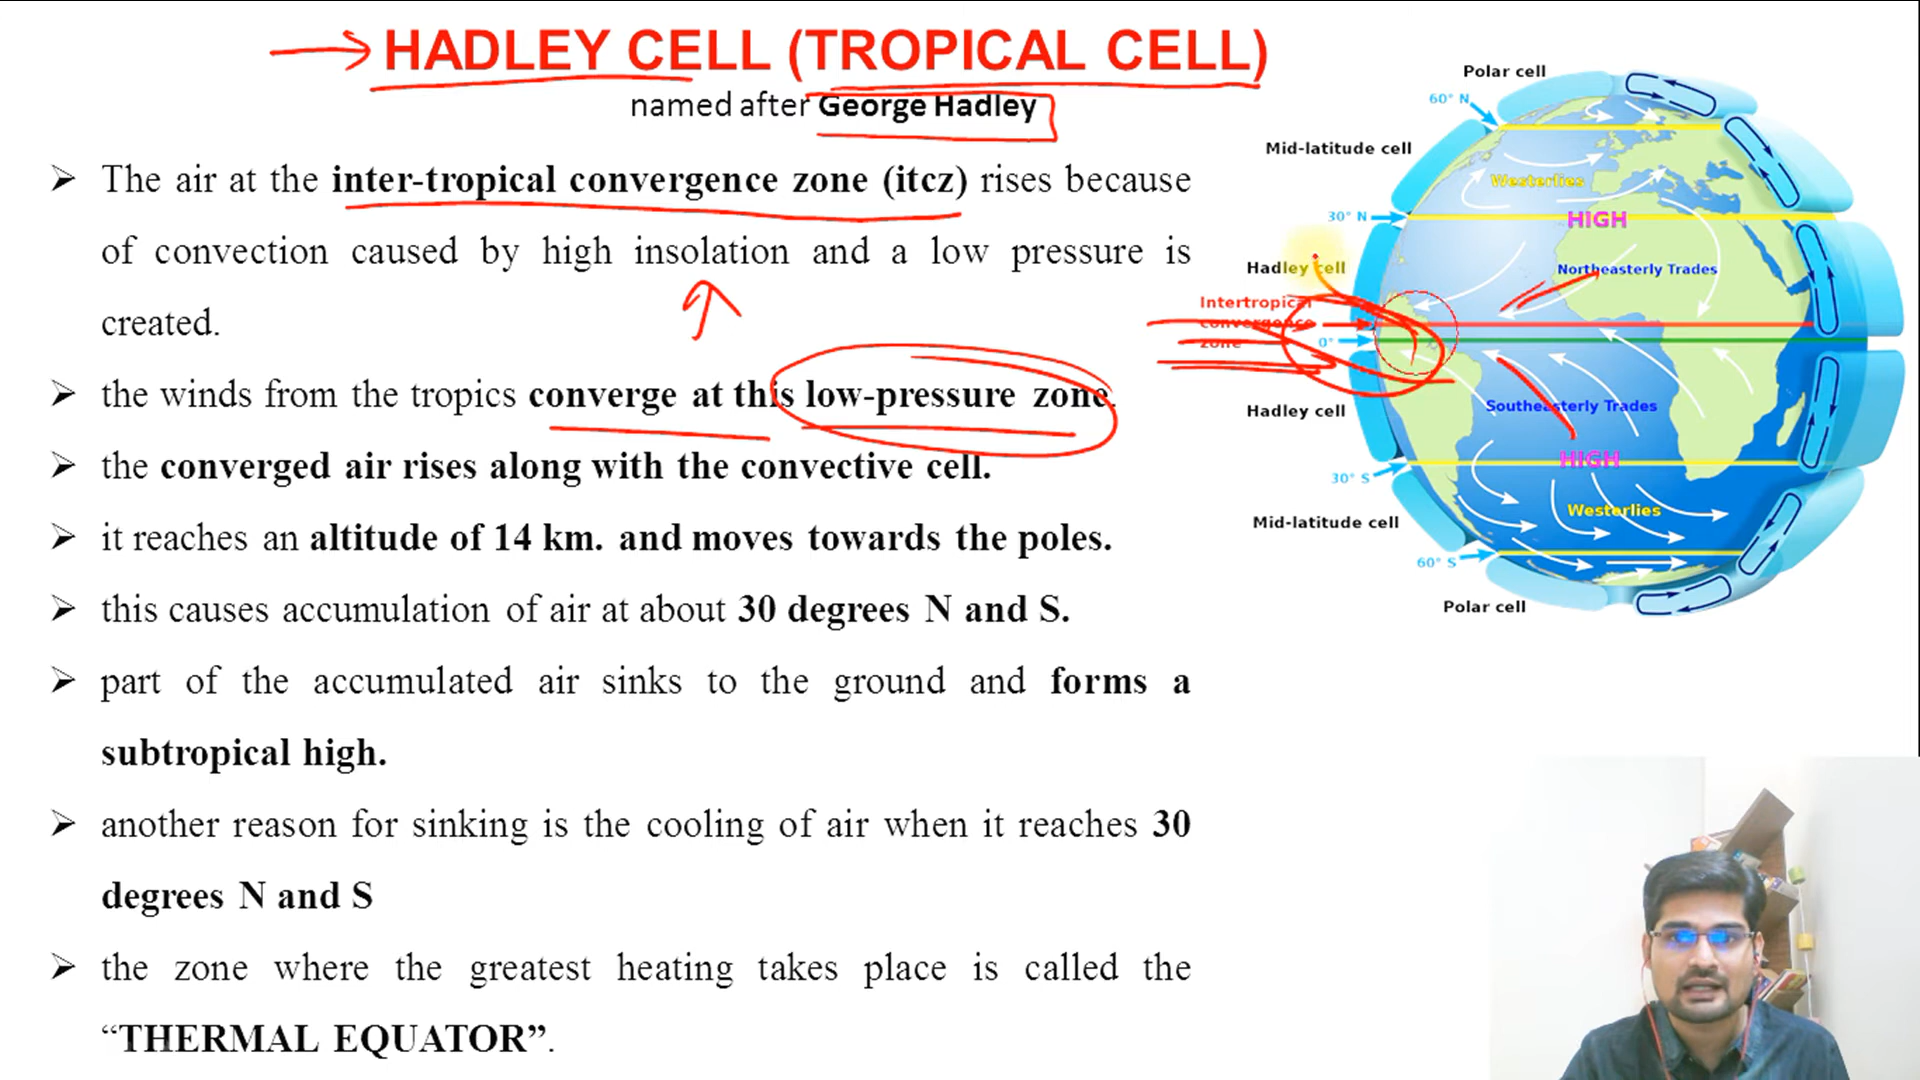 HADLEY CELL (TROPICAL CELL)
named after George Hadley
➢ The air at the inter-tropical convergence zone (itcz) rises because
of convection caused by high insolation and a low pressure is
created.
➢ the winds from the tropics converge at this low-pressure zone.
➢ the converged air rises along with the convective cell.
➢ it reaches an altitude of 14 km. and moves towards the poles.
➢ this causes accumulation of air at about 30 degrees N and S.
➢ part of the accumulated air sinks to the ground and forms a
subtropical high.
➢ another reason for sinking is the cooling of air when it reaches 30
degrees N and S
➢ the zone where the greatest heating takes place is called the
“THERMAL EQUATOR”.
Polar cell
60° N
Mid-latitude cell
Westerlies
30° N
HIGH
Hadley cell
Northeasterly Trades
Intertropical
convergence
zone
0°
Hadley cell
Southeasterly Trades
HIGH
30° S
Mid-latitude cell
Westerlies
60° S
Polar cell